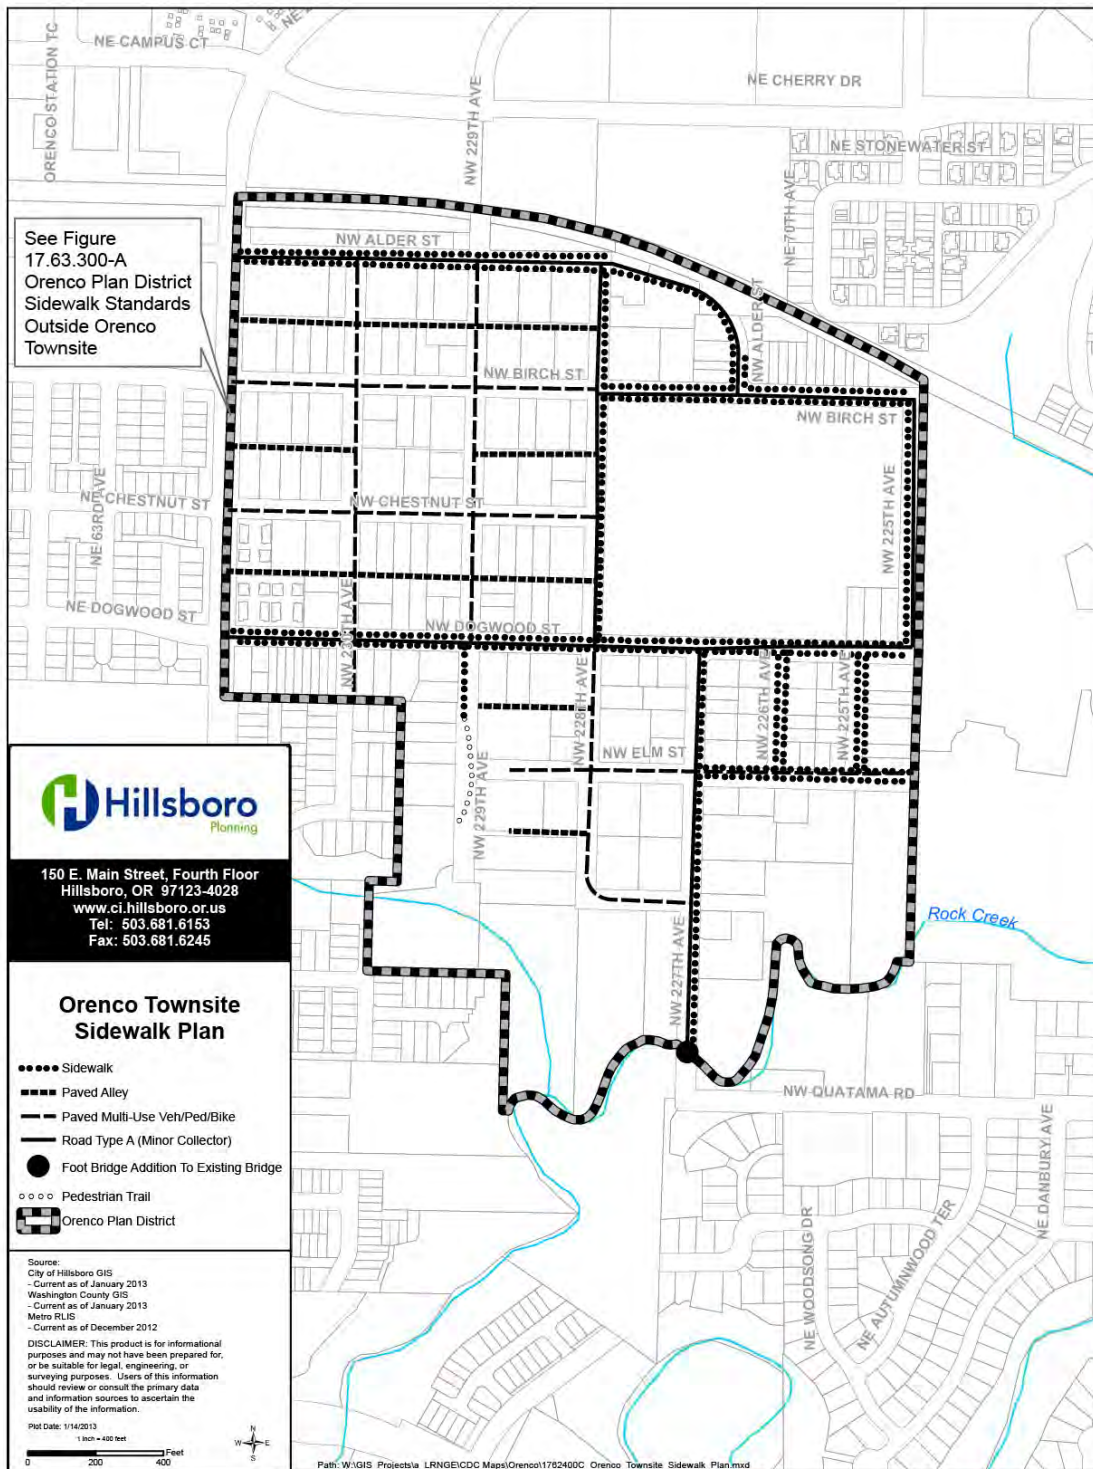 NE CAMPUS CT
NE CHERRY DR
ORENCO STATION TC
NW 229TH AVE
NE STONEWATER ST
NE 70TH AVE
See Figure
17.63.300-A
Orenco Plan District
Sidewalk Standards
Outside Orenco
Townsite
NW ALDER ST
NW ALDER ST
NW BIRCH ST
NW BIRCH ST
NE CHESTNUT ST
NE 63RD AVE
NW CHESTNUT ST
NW 225TH AVE
NE DOGWOOD ST
NW 230TH AVE
NW DOGWOOD ST
NW 228TH AVE
NW 226TH AVE
NW 225TH AVE
NW ELM ST
NW 229TH AVE
Rock Creek
NW 227TH AVE
NW QUATAMA RD
NE DANBURY AVE
NE WOODSONG DR
NE AUTUMNWOOD TER
H Hillsboro
Planning
150 E. Main Street, Fourth Floor
Hillsboro, OR 97123-4028
www.ci.hillsboro.or.us
Tel: 503.681.6153
Fax: 503.681.6245
Orenco Townsite
Sidewalk Plan
Sidewalk
Paved Alley
Paved Multi-Use Veh/Ped/Bike
Road Type A (Minor Collector)
Foot Bridge Addition To Existing Bridge
Pedestrian Trail
Orenco Plan District
Source:
City of Hillsboro GIS
- Current as of January 2013
Washington County GIS
- Current as of January 2013
Metro RLIS
- Current as of December 2012
DISCLAIMER: This product is for informational
purposes and may not have been prepared for,
or be suitable for legal, engineering, or
surveying purposes. Users of this information
should review or consult the primary data
and information sources to ascertain the
usability of the information.
Plot Date: 1/14/2013
1 inch = 400 feet
Feet
0 200 400
N
W E
S
Path: W:\GIS_Projects\a_LRNGE\CDC Maps\Orenco\1762400C_Orenco_Townsite_Sidewalk_Plan.mxd